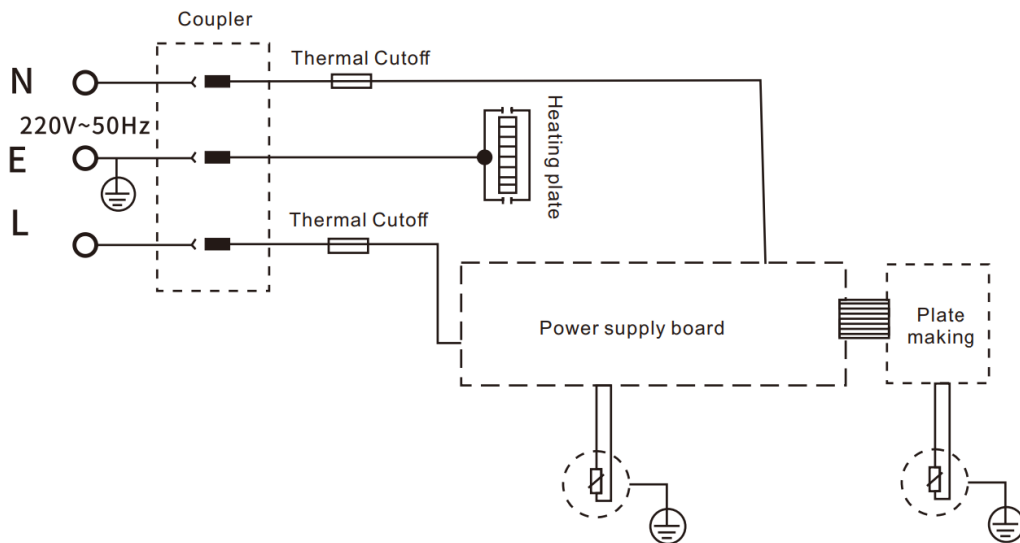 Coupler
Thermal Cutoff
N
220V~50Hz
E
Heating plate
L
Thermal Cutoff
Power supply board
Plate
making